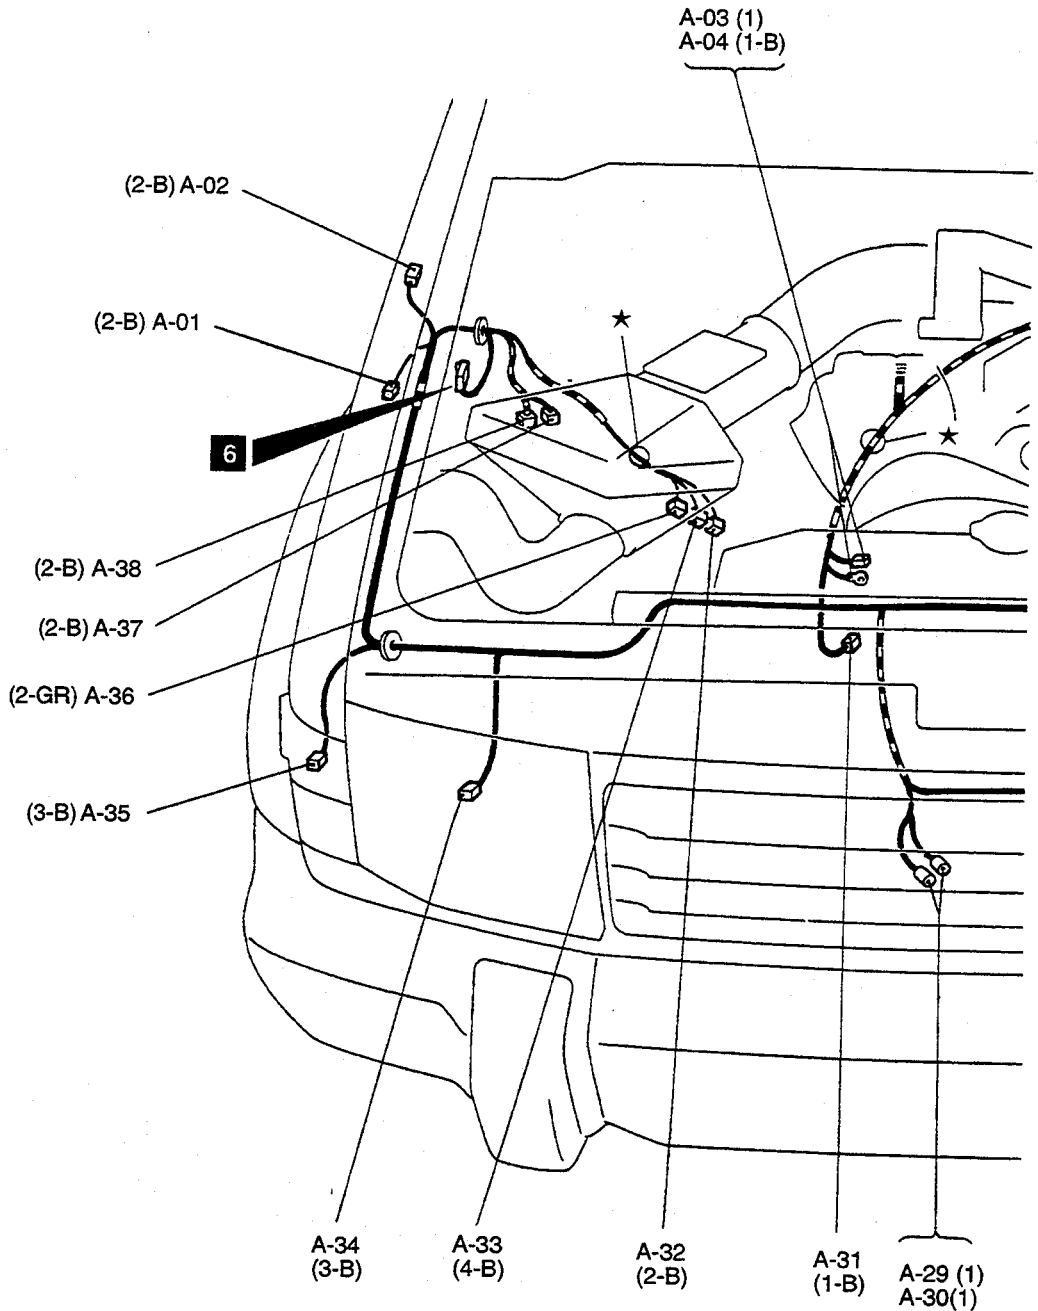 A-03 (1)
A-04 (1-B)
(2-B) A-02
(2-B) A-01
★
★
6
(2-B) A-38
(2-B) A-37
(2-GR) A-36
(3-B) A-35
A-34
(3-B)
A-33
(4-B)
A-32
(2-B)
A-31
(1-B)
A-29 (1)
A-30(1)